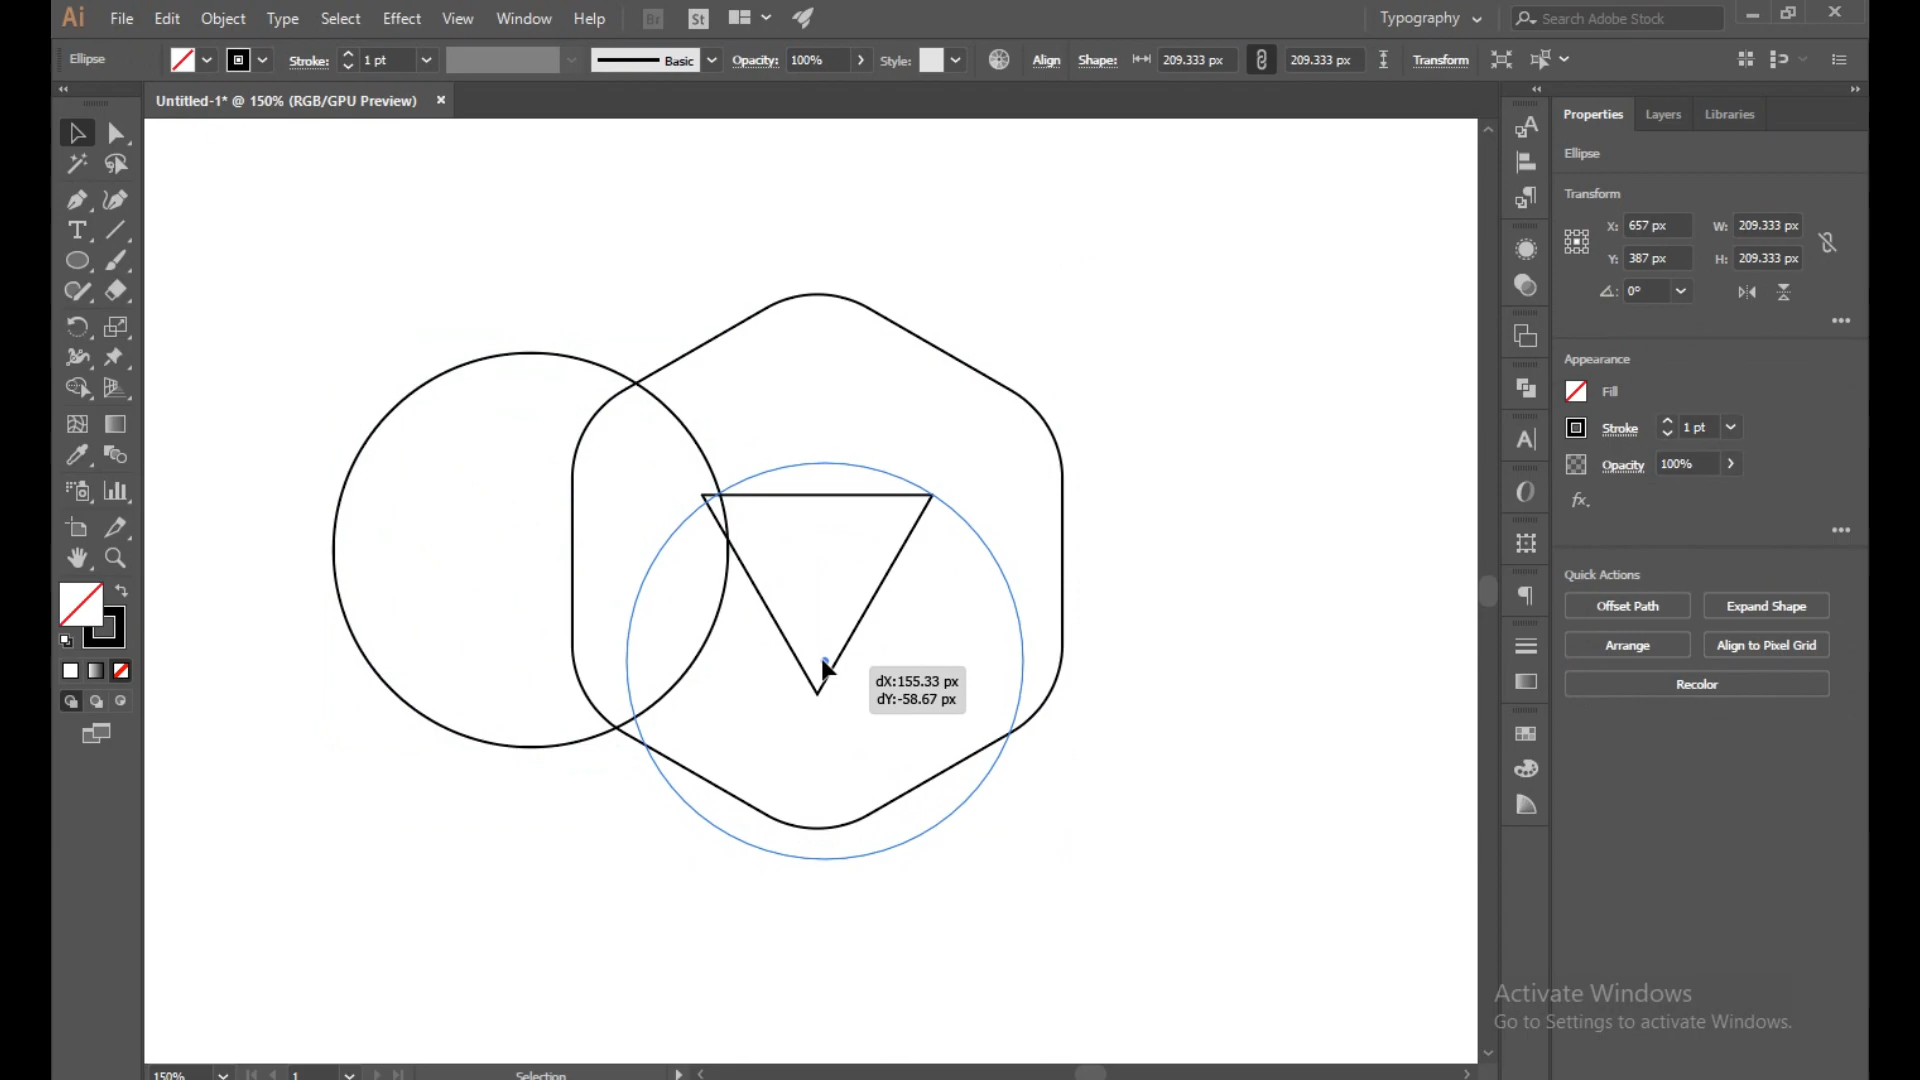 Ai File Edit Object Type Select Effect View Window Help Br St Typography Search Adobe Stock
Ellipse Stroke: 1 pt Basic Opacity: 100% Style: Align Shape: 209.333 px 209.333 px Transform
Untitled-1* @ 150% (RGB/GPU Preview)
Properties Layers Libraries
Ellipse
Transform
X: 657 px W: 209.333 px
Y: 387 px H: 209.333 px
0°
Appearance
Fill
Stroke 1 pt
Opacity 100%
fx.
Quick Actions
Offset Path Expand Shape
Arrange Align to Pixel Grid
Recolor
dX:155.33 px
dY:-58.67 px
Activate Windows
Go to Settings to activate Windows.
150% 1 Selection